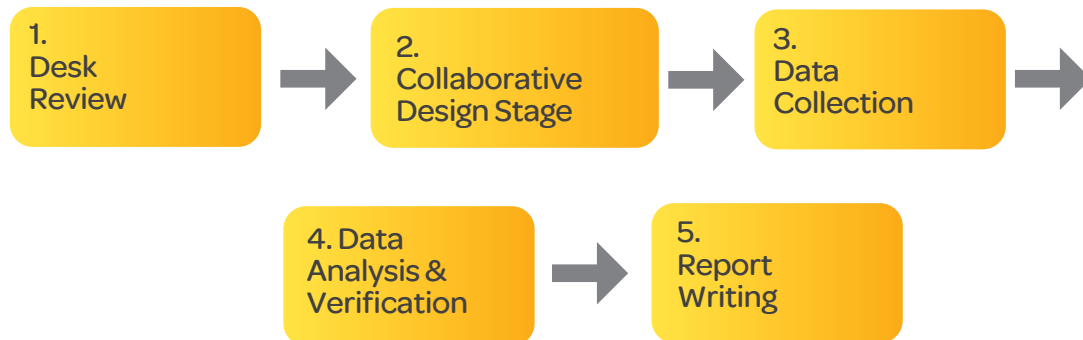 1.
Desk
Review
2.
Collaborative
Design Stage
3.
Data
Collection
4. Data
Analysis &
Verification
5.
Report
Writing